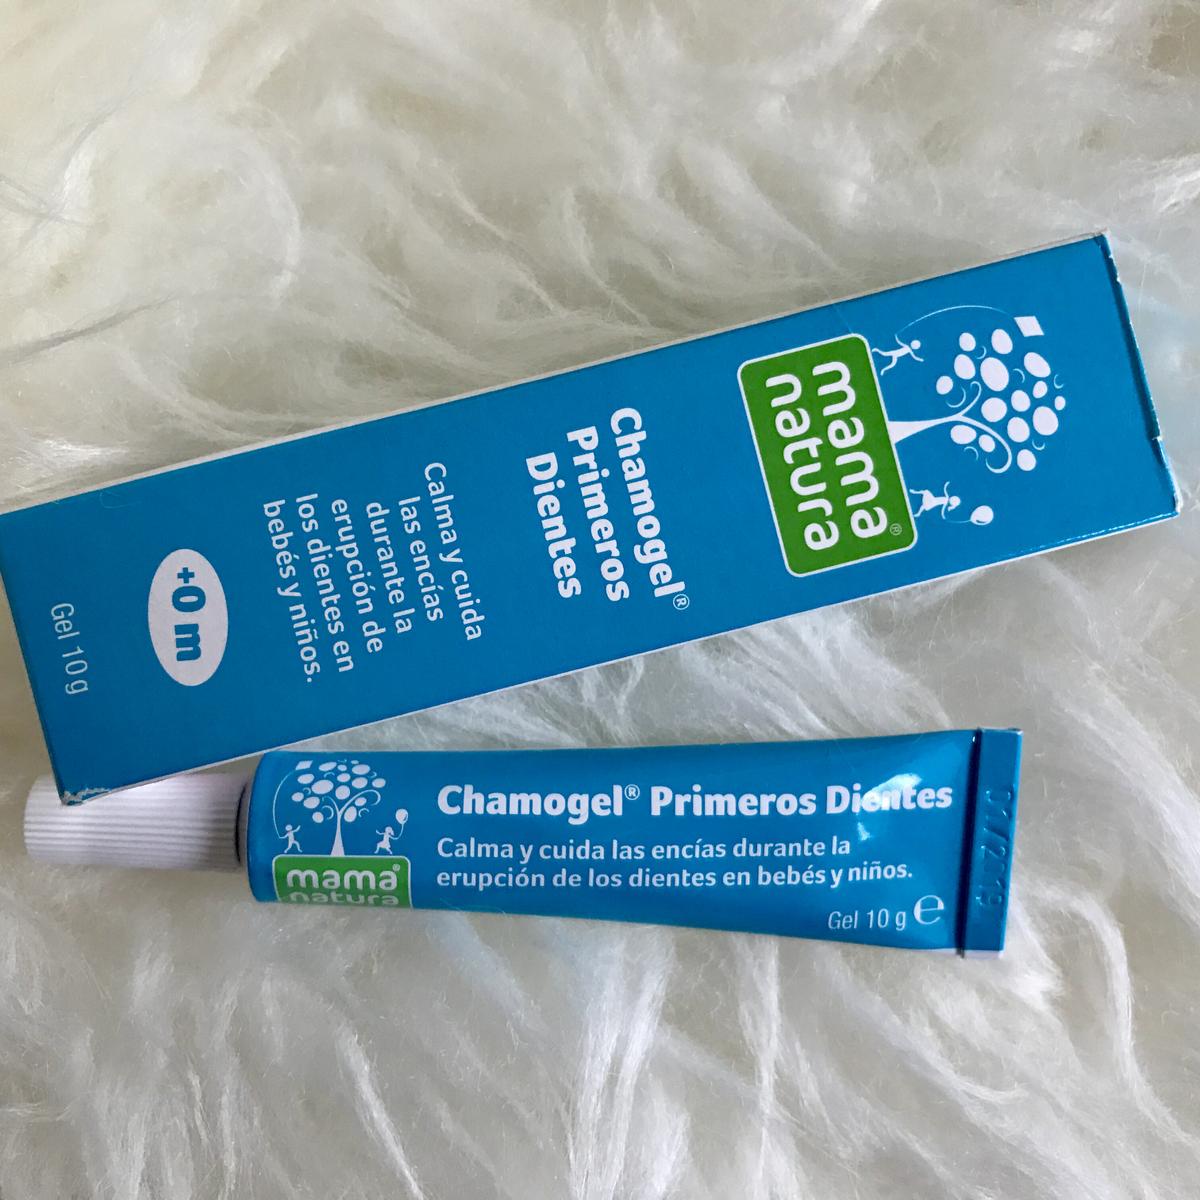 mama
natura®
Chamogel®
Primeros
Dientes
Calma y cuida
las encías
durante la
erupción de
los dientes en
bebés y niños.
+0 m
Gel 10 g
mama®
natura
Chamogel® Primeros Dientes
Calma y cuida las encías durante la
erupción de los dientes en bebés y niños.
Gel 10 g ℮